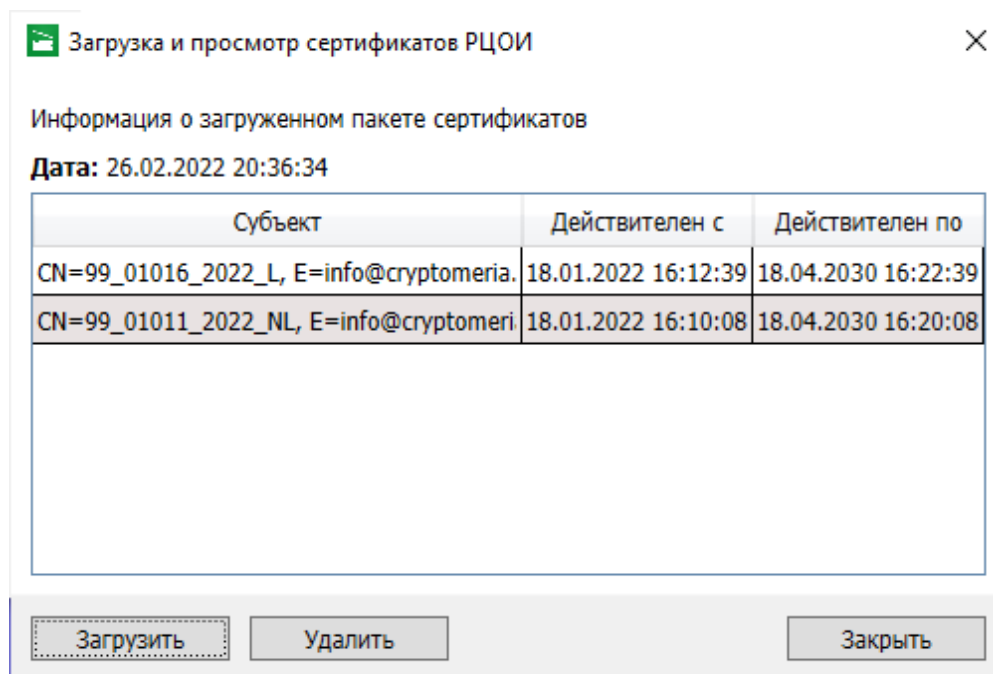 Загрузка и просмотр сертификатов РЦОИ
Информация о загруженном пакете сертификатов
Дата: 26.02.2022 20:36:34
Субъект Действителен с Действителен по
CN=99_01016_2022_L, E=info@cryptomeria. 18.01.2022 16:12:39 18.04.2030 16:22:39
CN=99_01011_2022_NL, E=info@cryptomeri 18.01.2022 16:10:08 18.04.2030 16:20:08
Загрузить Удалить Закрыть